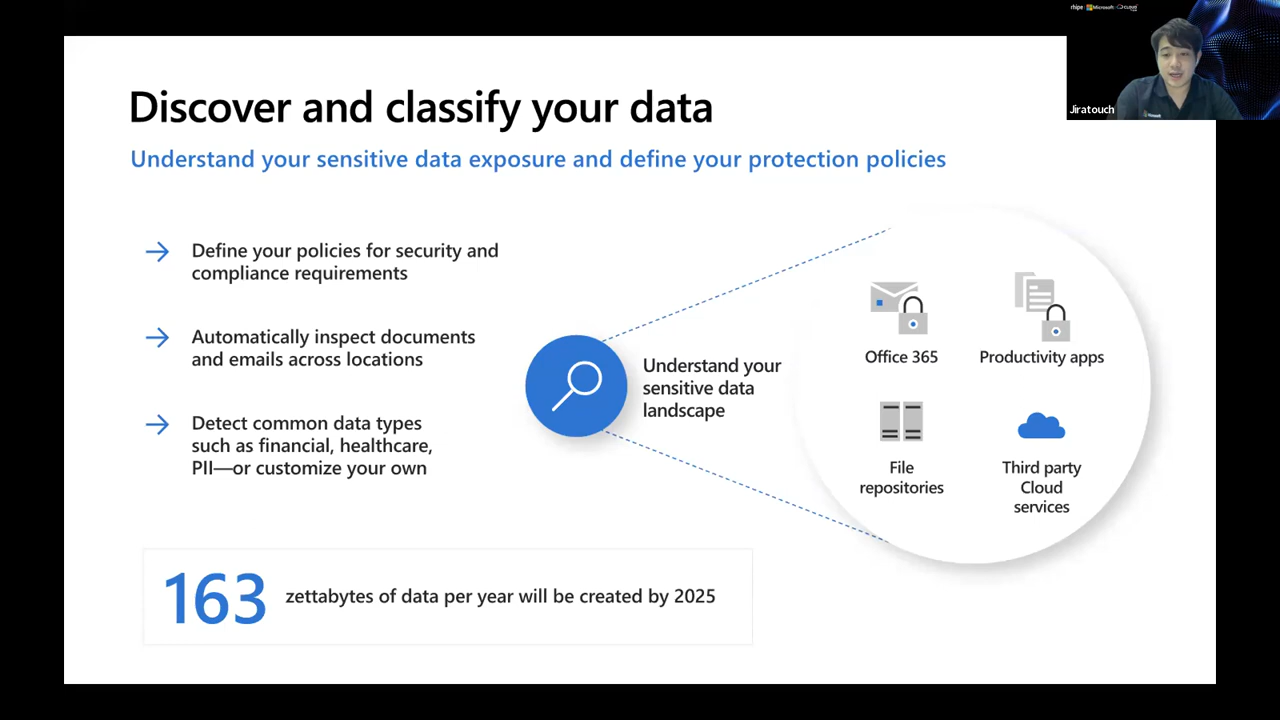 rhipe Microsoft CLOUD
Jiratouch
Discover and classify your data
Understand your sensitive data exposure and define your protection policies
Define your policies for security and
compliance requirements
Automatically inspect documents
and emails across locations
Detect common data types
such as financial, healthcare,
PII—or customize your own
Understand your
sensitive data
landscape
Office 365
Productivity apps
File
repositories
Third party
Cloud
services
163
zettabytes of data per year will be created by 2025